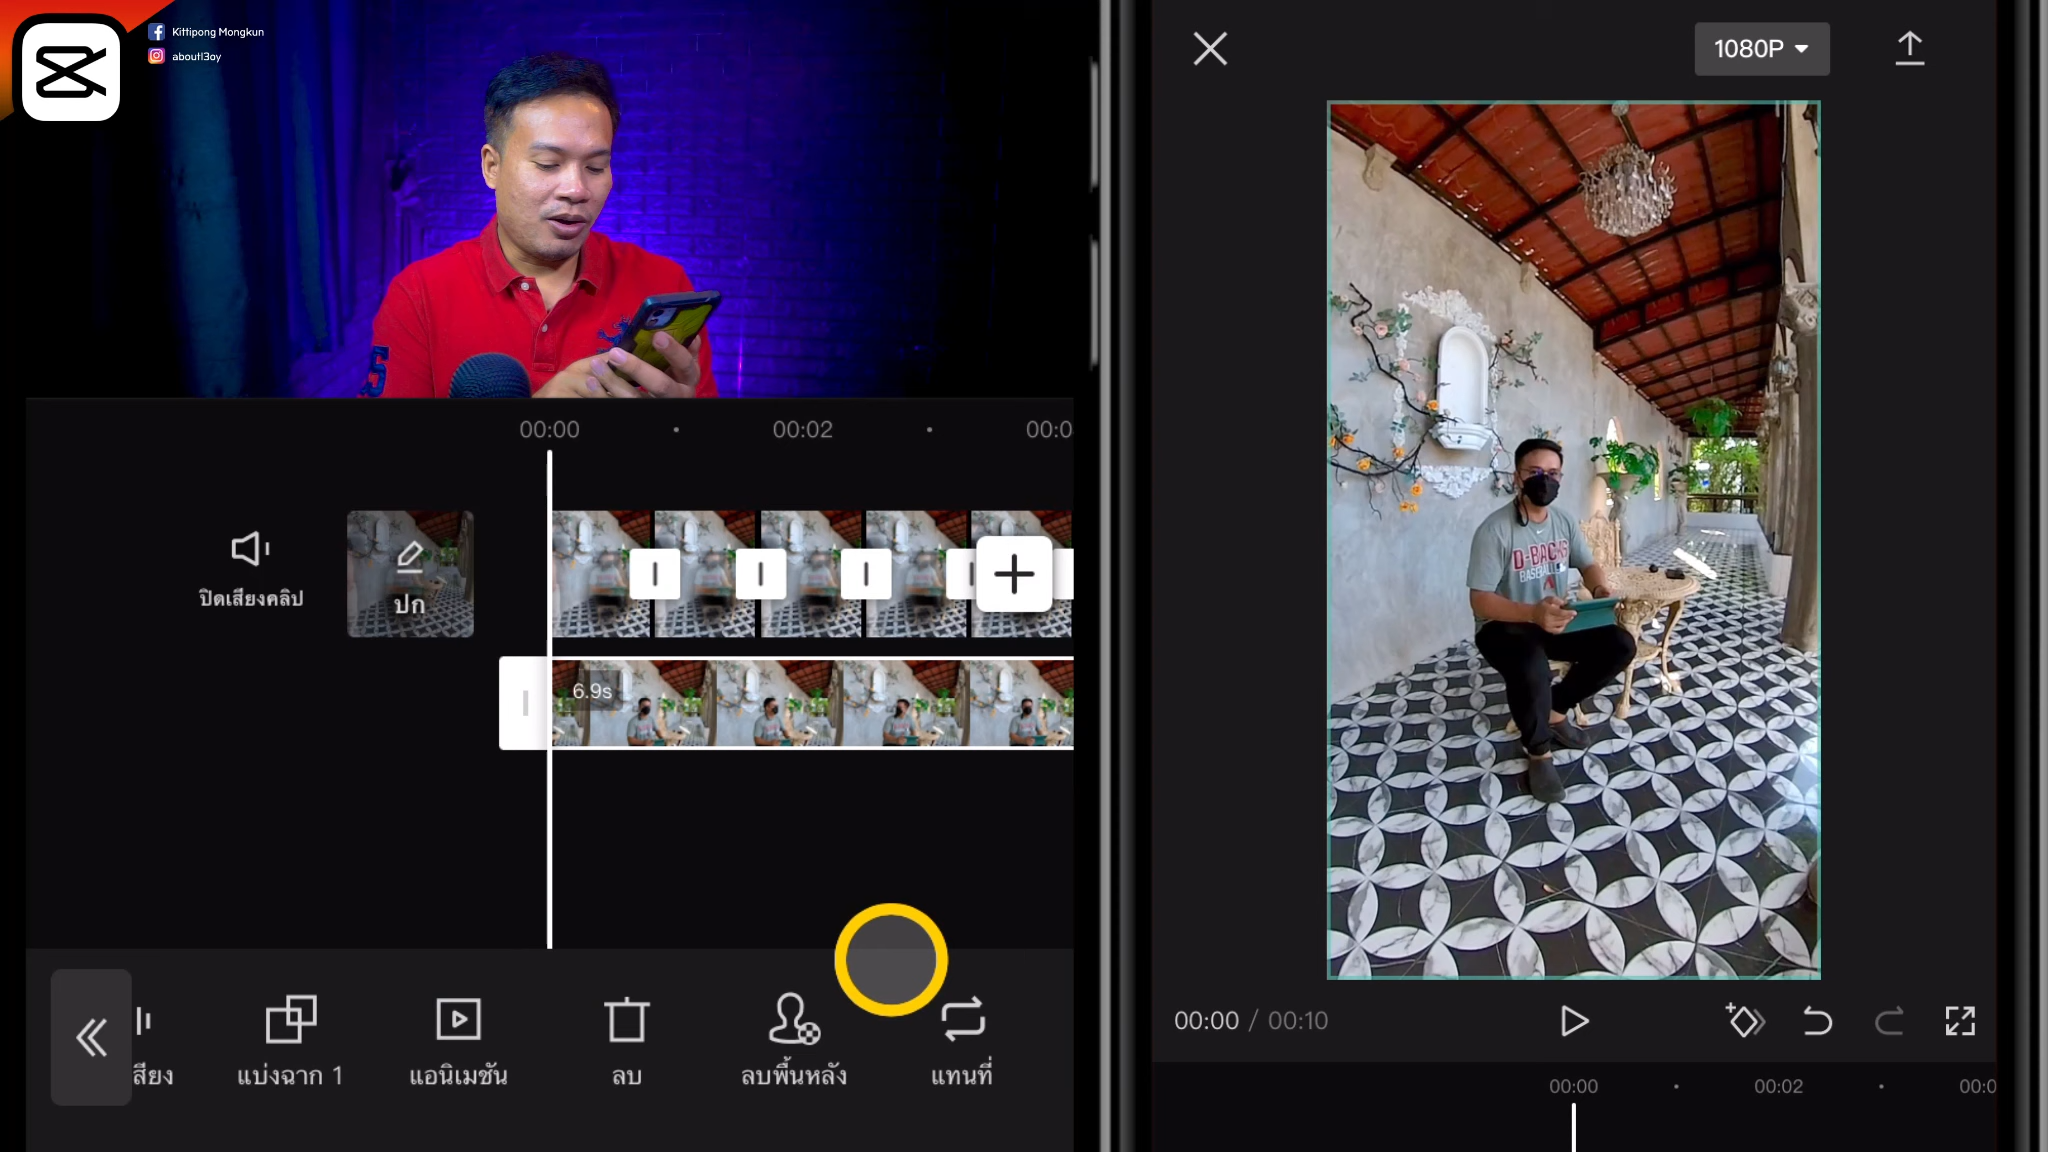 Kittipong Mongkun
aboutl3oy
1080P
00:00
00:02
00:0
ปิดเสียงคลิป
ปก
6.9s
D-BACKS
BASEBALL
00:00 / 00:10
สียง
แบ่งฉาก 1
แอนิเมชัน
ลบ
ลบพื้นหลัง
แทนที่
00:00
00:02
00:0